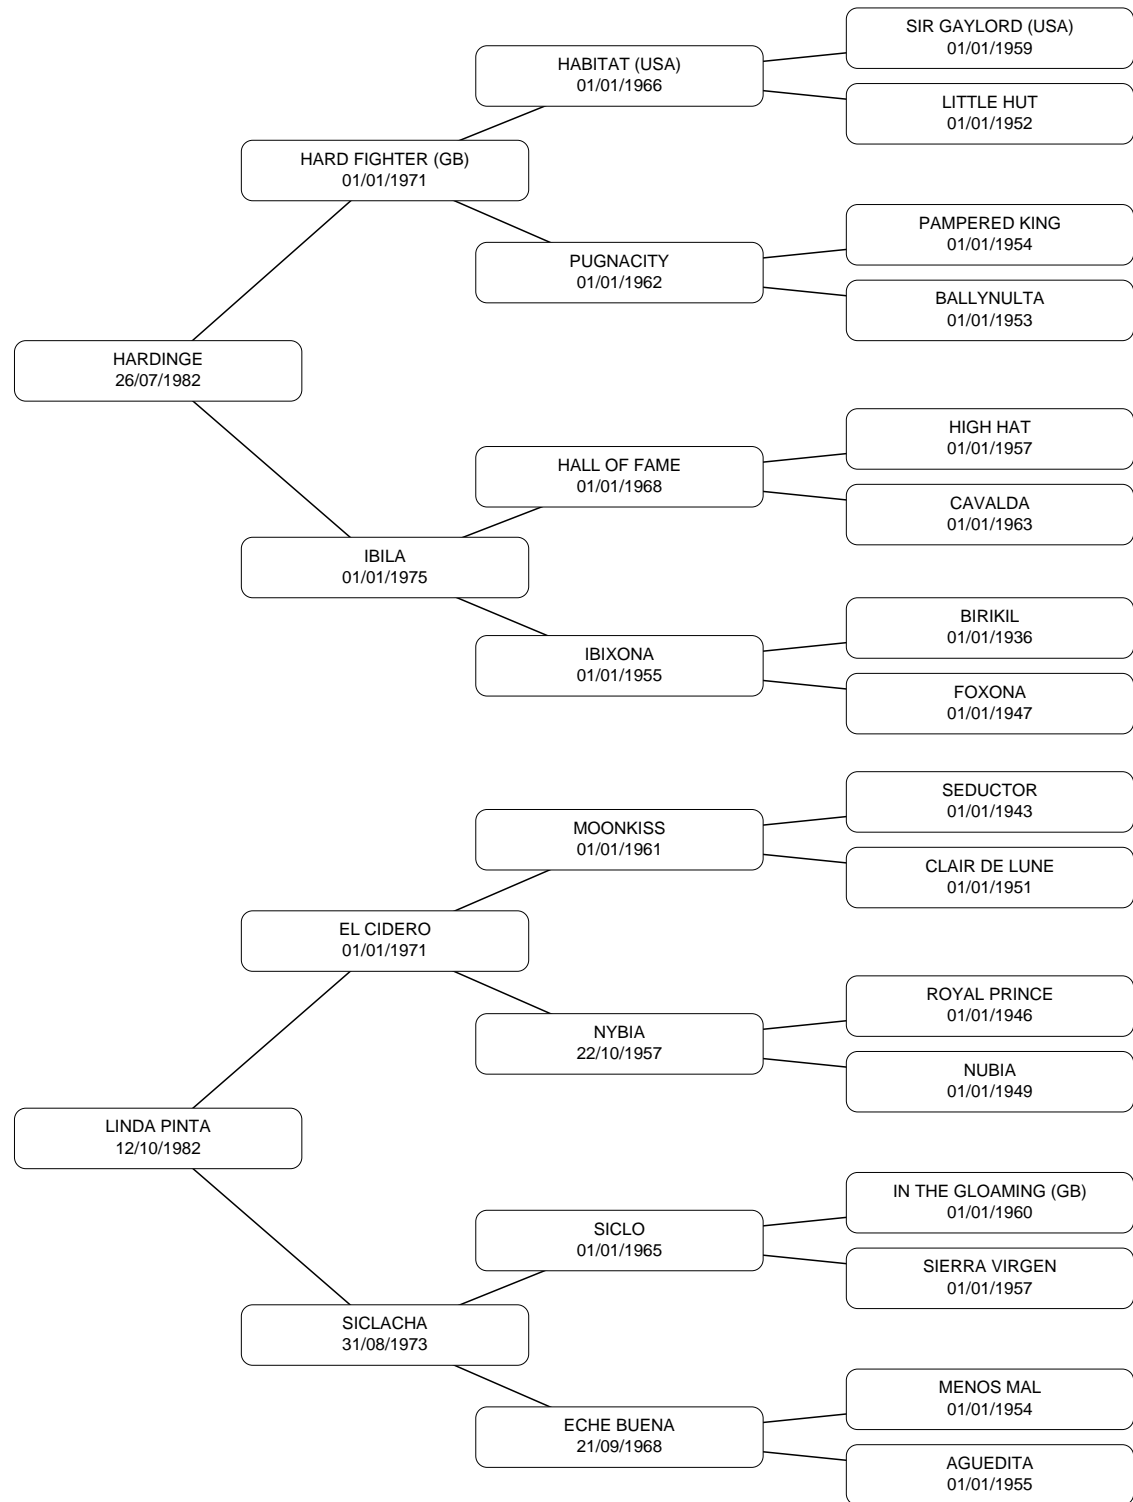 SIR GAYLORD (USA)
01/01/1959
HABITAT (USA)
01/01/1966
LITTLE HUT
01/01/1952
HARD FIGHTER (GB)
01/01/1971
PAMPERED KING
01/01/1954
PUGNACITY
01/01/1962
BALLYNULTA
01/01/1953
HARDINGE
26/07/1982
HIGH HAT
01/01/1957
HALL OF FAME
01/01/1968
CAVALDA
01/01/1963
IBILA
01/01/1975
BIRIKIL
01/01/1936
IBIXONA
01/01/1955
FOXONA
01/01/1947
SEDUCTOR
01/01/1943
MOONKISS
01/01/1961
CLAIR DE LUNE
01/01/1951
EL CIDERO
01/01/1971
ROYAL PRINCE
01/01/1946
NYBIA
22/10/1957
NUBIA
01/01/1949
LINDA PINTA
12/10/1982
IN THE GLOAMING (GB)
01/01/1960
SICLO
01/01/1965
SIERRA VIRGEN
01/01/1957
SICLACHA
31/08/1973
MENOS MAL
01/01/1954
ECHE BUENA
21/09/1968
AGUEDITA
01/01/1955